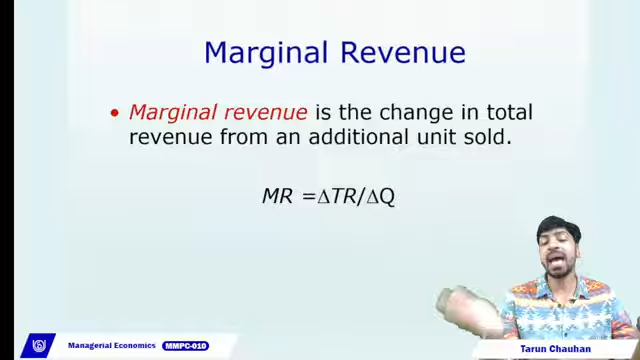 Marginal Revenue
• Marginal revenue is the change in total
revenue from an additional unit sold.
MR =∆TR/∆Q
Managerial Economics MMPC-010
Tarun Chauhan